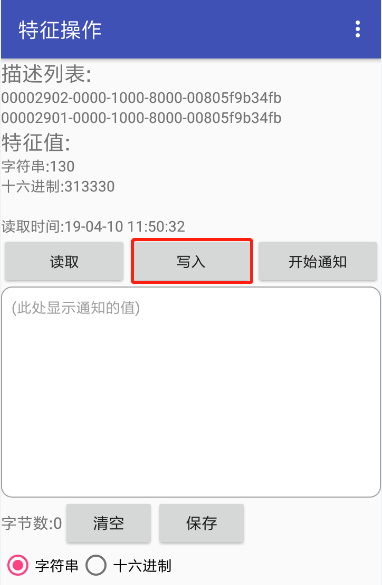 特征操作
描述列表:
00002902-0000-1000-8000-00805f9b34fb
00002901-0000-1000-8000-00805f9b34fb
特征值:
字符串:130
十六进制:313330
读取时间:19-04-10 11:50:32
读取 写入 开始通知
(此处显示通知的值)
字节数:0 清空 保存
字符串 十六进制